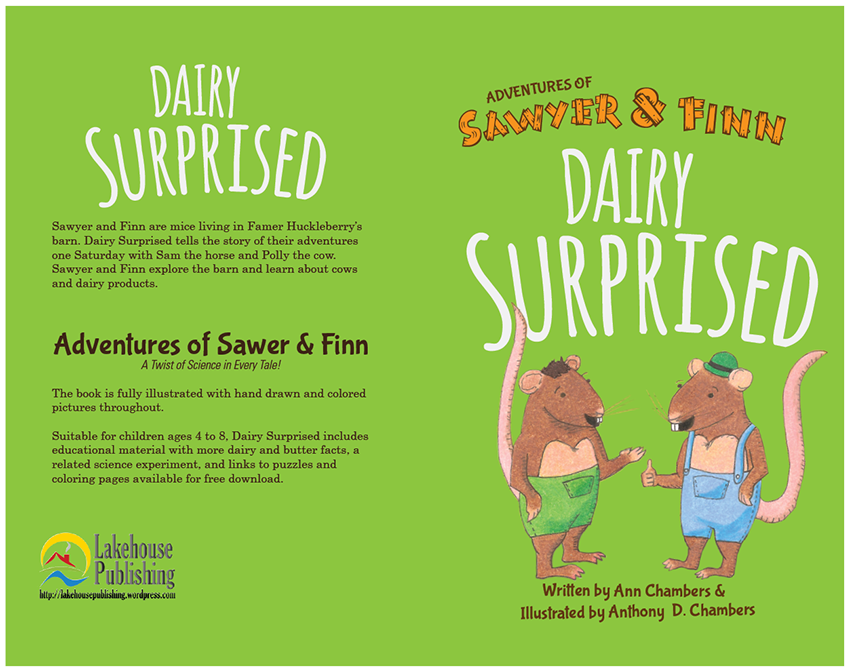 DAIRY
SURPRISED
Sawyer and Finn are mice living in Famer Huckleberry's
barn. Dairy Surprised tells the story of their adventures
one Saturday with Sam the horse and Polly the cow.
Sawyer and Finn explore the barn and learn about cows
and dairy products.
Adventures of Sawer & Finn
A Twist of Science in Every Tale!
The book is fully illustrated with hand drawn and colored
pictures throughout.
Suitable for children ages 4 to 8, Dairy Surprised includes
educational material with more dairy and butter facts, a
related science experiment, and links to puzzles and
coloring pages available for free download.
Lakehouse
Publishing
http://lakehousepublishing.wordpress.com
ADVENTURES OF
SAWYER & FINN
DAIRY
SURPRISED
Written by Ann Chambers &
Illustrated by Anthony D. Chambers